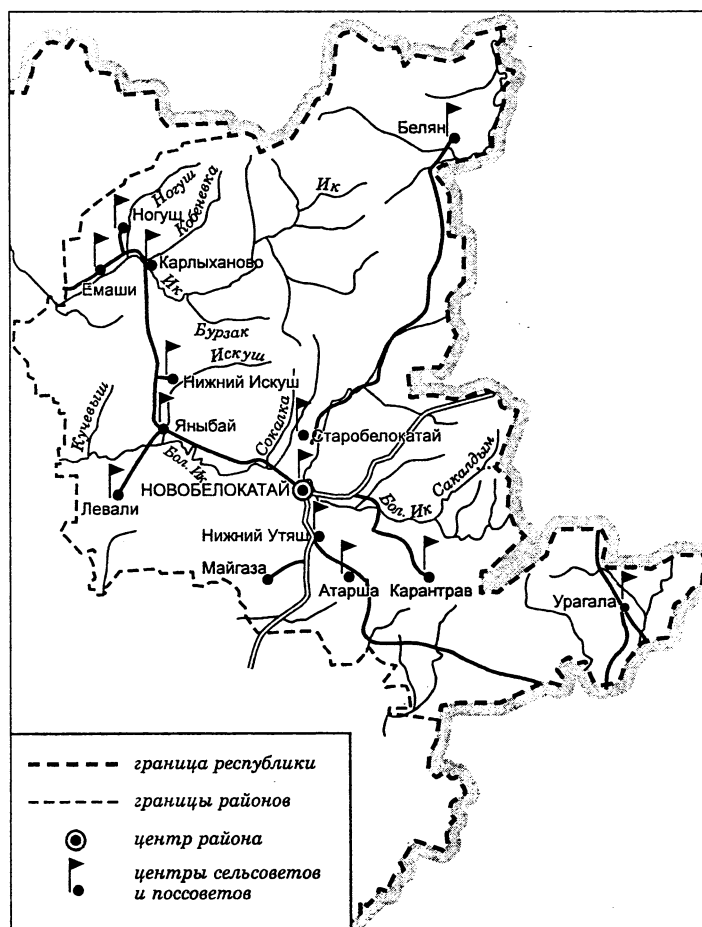 Белян
Ик
Ногуш
Кобеневка
Ногуш
Карлыханово
Емаши
Ик
Бурзак
Искуш
Нижний Искуш
Кучевыш
Яныбай
Сокалка
Старобелокатай
Бол. Ик
Левали
НОВОБЕЛОКАТАЙ
Бол. Ик
Сакалдым
Нижний Утяш
Майгаза
Атарша
Карантрав
Урагала
граница республики
границы районов
центр района
центры сельсоветов
и поссоветов